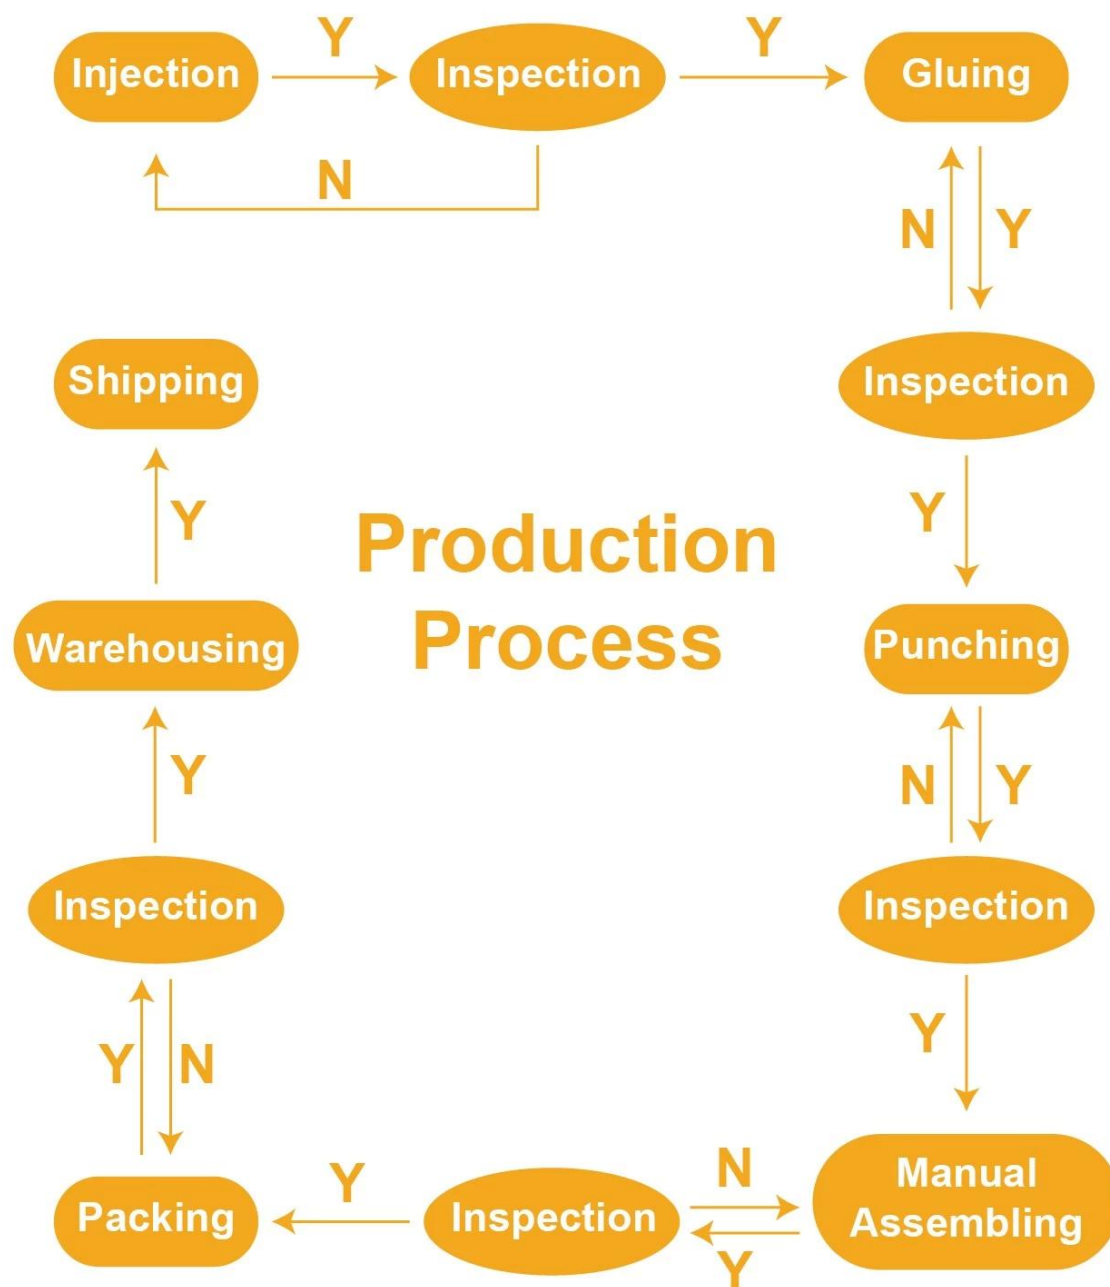 Injection
Y
Inspection
Y
Gluing
N
N
Y
Inspection
Y
Punching
N
Y
Inspection
Y
Manual
Assembling
N
Y
Inspection
Y
Packing
Y
N
Inspection
Y
Warehousing
Y
Shipping
Production
Process